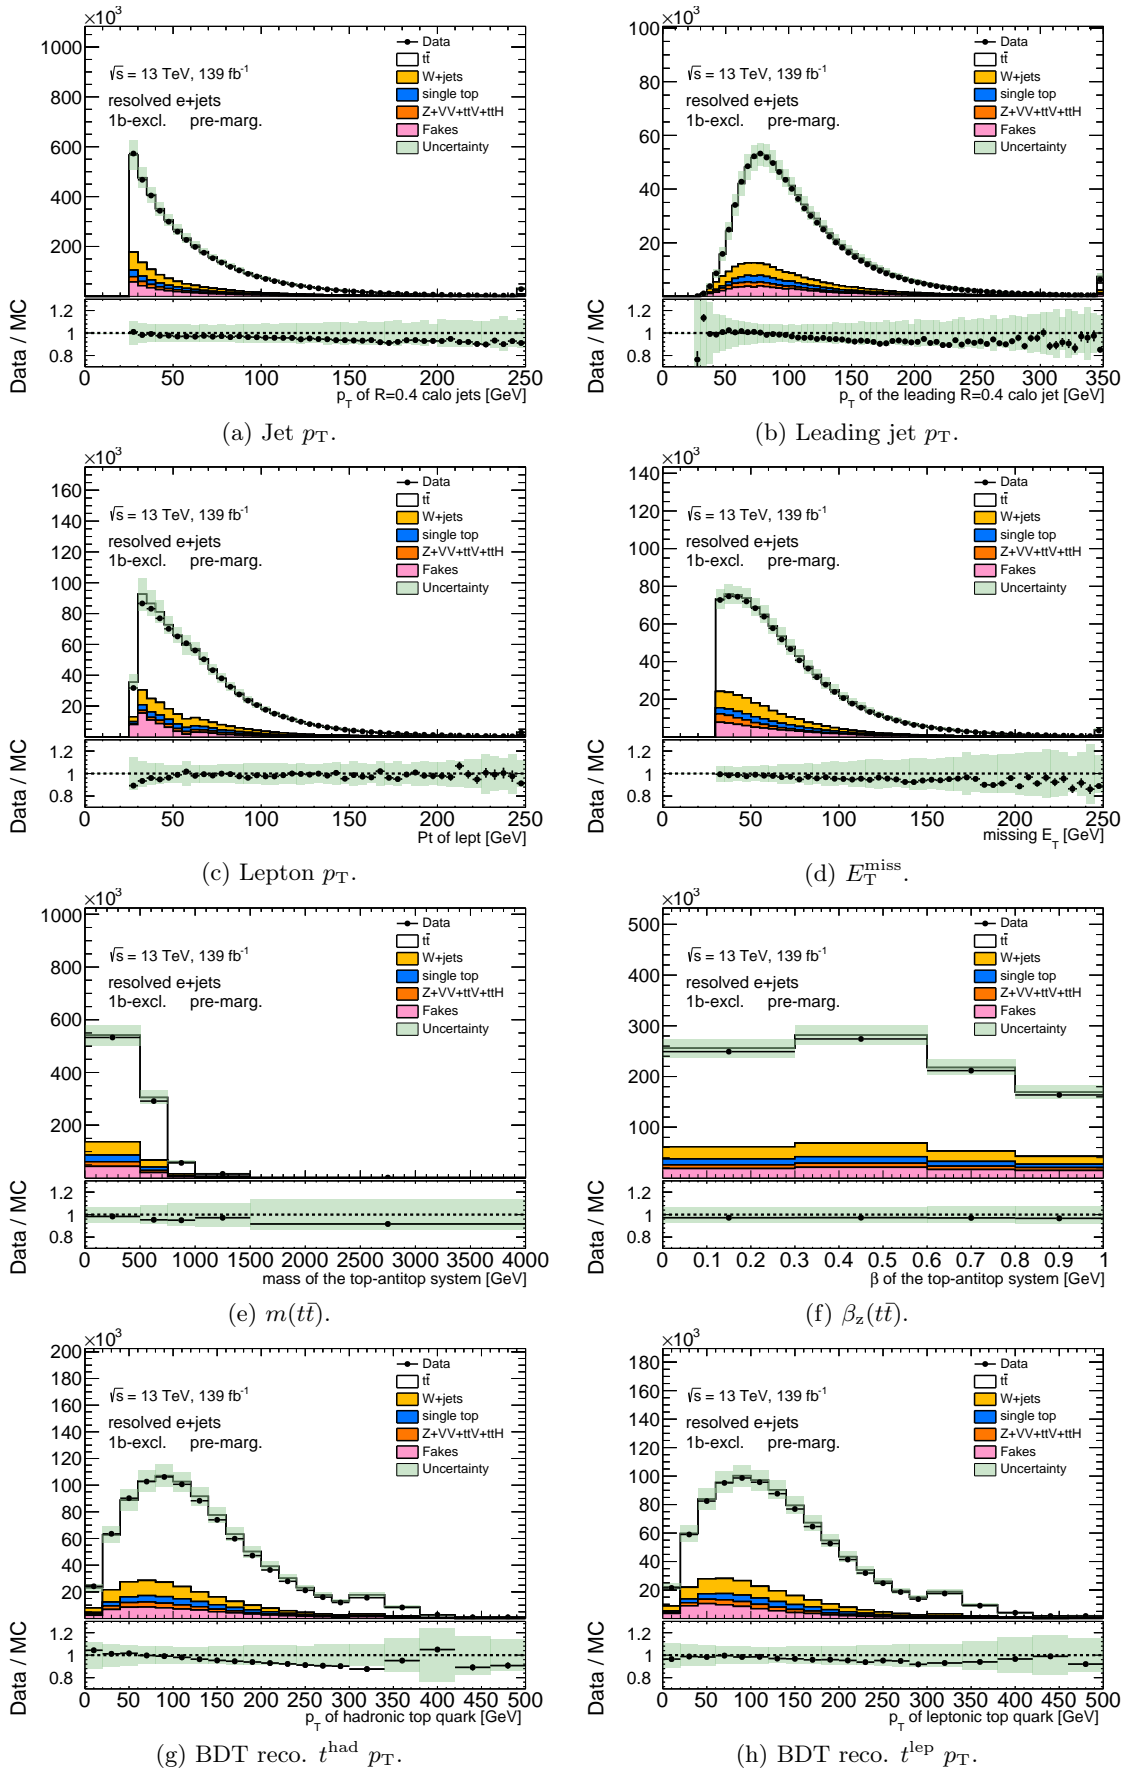 ×10³
1000
800
600
400
200
√s = 13 TeV, 139 fb⁻¹
resolved e+jets
1b-excl. pre-marg.
Data
tt̄
W+jets
single top
Z+VV+ttV+ttH
Fakes
Uncertainty
Data / MC
1.2
1
0.8
0 50 100 150 200 250
p_T of R=0.4 calo jets [GeV]
(a) Jet p_T.
×10³
100
80
60
40
20
√s = 13 TeV, 139 fb⁻¹
resolved e+jets
1b-excl. pre-marg.
Data
tt̄
W+jets
single top
Z+VV+ttV+ttH
Fakes
Uncertainty
Data / MC
1.2
1
0.8
0 50 100 150 200 250 300 350
p_T of the leading R=0.4 calo jet [GeV]
(b) Leading jet p_T.
×10³
160
140
120
100
80
60
40
20
√s = 13 TeV, 139 fb⁻¹
resolved e+jets
1b-excl. pre-marg.
Data
tt̄
W+jets
single top
Z+VV+ttV+ttH
Fakes
Uncertainty
Data / MC
1.2
1
0.8
0 50 100 150 200 250
Pt of lept [GeV]
(c) Lepton p_T.
×10³
140
120
100
80
60
40
20
√s = 13 TeV, 139 fb⁻¹
resolved e+jets
1b-excl. pre-marg.
Data
tt̄
W+jets
single top
Z+VV+ttV+ttH
Fakes
Uncertainty
Data / MC
1.2
1
0.8
0 50 100 150 200 250
missing E_T [GeV]
(d) E_T^miss.
×10³
1000
800
600
400
200
√s = 13 TeV, 139 fb⁻¹
resolved e+jets
1b-excl. pre-marg.
Data
tt̄
W+jets
single top
Z+VV+ttV+ttH
Fakes
Uncertainty
Data / MC
1.2
1
0.8
0 500 1000 1500 2000 2500 3000 3500 4000
mass of the top-antitop system [GeV]
(e) m(tt̄).
×10³
500
400
300
200
100
√s = 13 TeV, 139 fb⁻¹
resolved e+jets
1b-excl. pre-marg.
Data
tt̄
W+jets
single top
Z+VV+ttV+ttH
Fakes
Uncertainty
Data / MC
1.2
1
0.8
0 0.1 0.2 0.3 0.4 0.5 0.6 0.7 0.8 0.9 1
β of the top-antitop system [GeV]
(f) β_z(tt̄).
×10³
200
180
160
140
120
100
80
60
40
20
√s = 13 TeV, 139 fb⁻¹
resolved e+jets
1b-excl. pre-marg.
Data
tt̄
W+jets
single top
Z+VV+ttV+ttH
Fakes
Uncertainty
Data / MC
1.2
1
0.8
0 50 100 150 200 250 300 350 400 450 500
p_T of hadronic top quark [GeV]
(g) BDT reco. t^had p_T.
×10³
180
160
140
120
100
80
60
40
20
√s = 13 TeV, 139 fb⁻¹
resolved e+jets
1b-excl. pre-marg.
Data
tt̄
W+jets
single top
Z+VV+ttV+ttH
Fakes
Uncertainty
Data / MC
1.2
1
0.8
0 50 100 150 200 250 300 350 400 450 500
p_T of leptonic top quark [GeV]
(h) BDT reco. t^lep p_T.